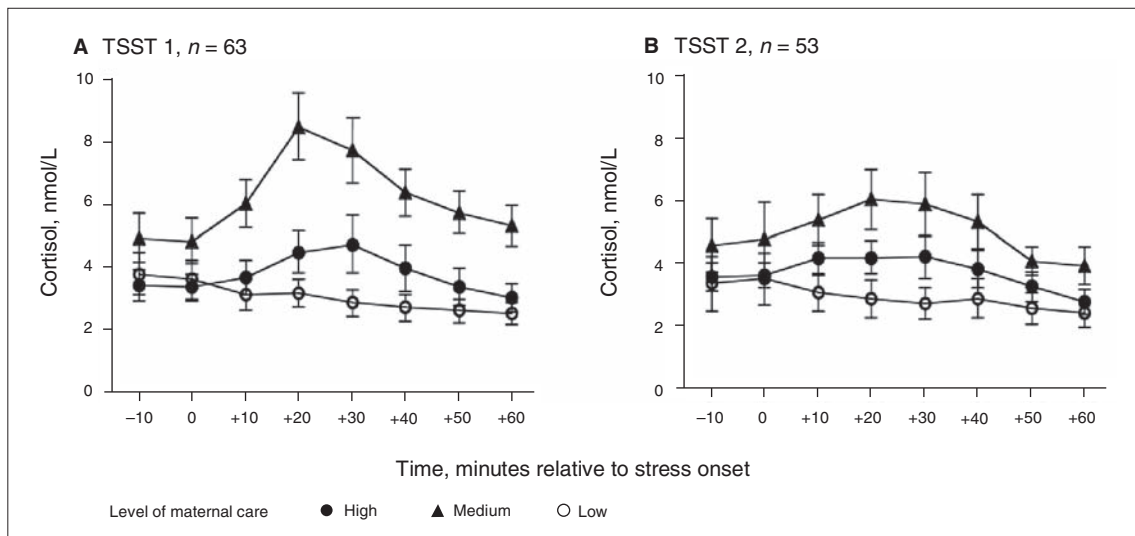 A TSST 1, n = 63
10
8
6
4
2
0
Cortisol, nmol/L
–10 0 +10 +20 +30 +40 +50 +60
B TSST 2, n = 53
10
8
6
4
2
0
Cortisol, nmol/L
–10 0 +10 +20 +30 +40 +50 +60
Time, minutes relative to stress onset
Level of maternal care High Medium Low